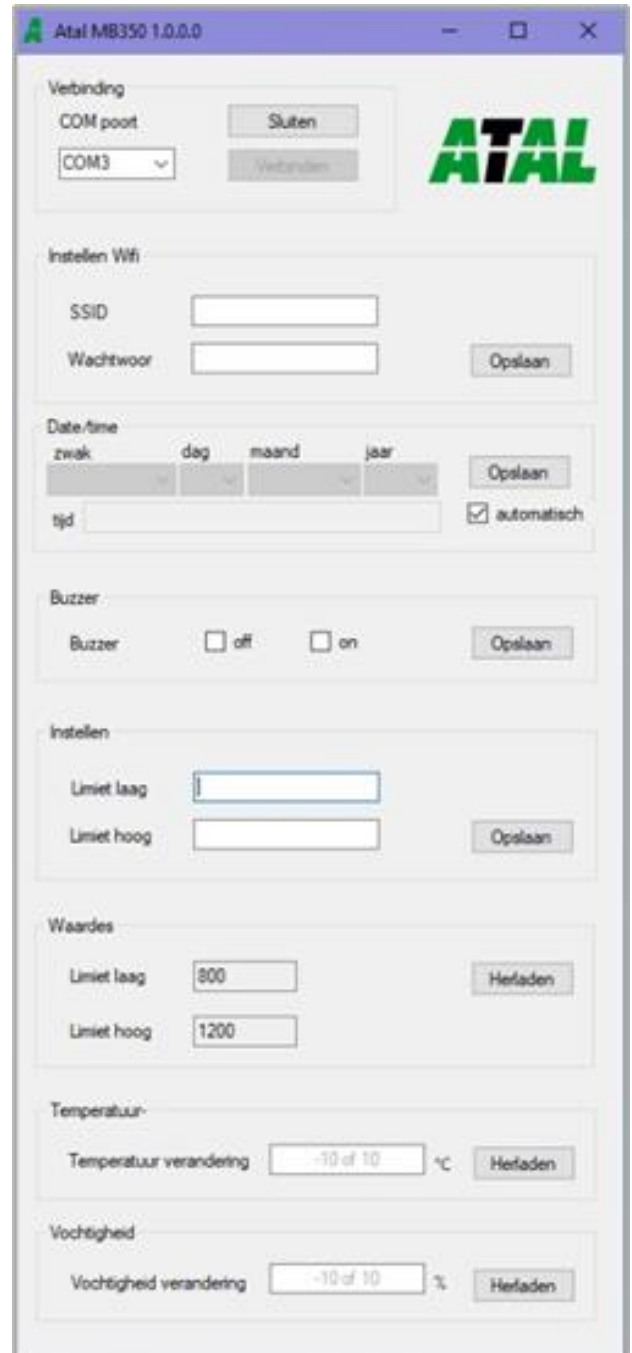 Atal MB350 1.0.0.0
Verbinding
COM poort
Sluiten
COM3
Verbinden
ATAL
Instellen Wifi
SSID
Wachtwoor
Opslaan
Date/time
zwak dag maand jaar
Opslaan
tijd
automatisch
Buzzer
Buzzer off on Opslaan
Instellen
Limiet laag
Limiet hoog Opslaan
Waardes
Limiet laag 800 Herladen
Limiet hoog 1200
Temperatuur-
Temperatuur verandering -10 of 10 °C Herladen
Vochtigheid
Vochtigheid verandering -10 of 10 % Herladen